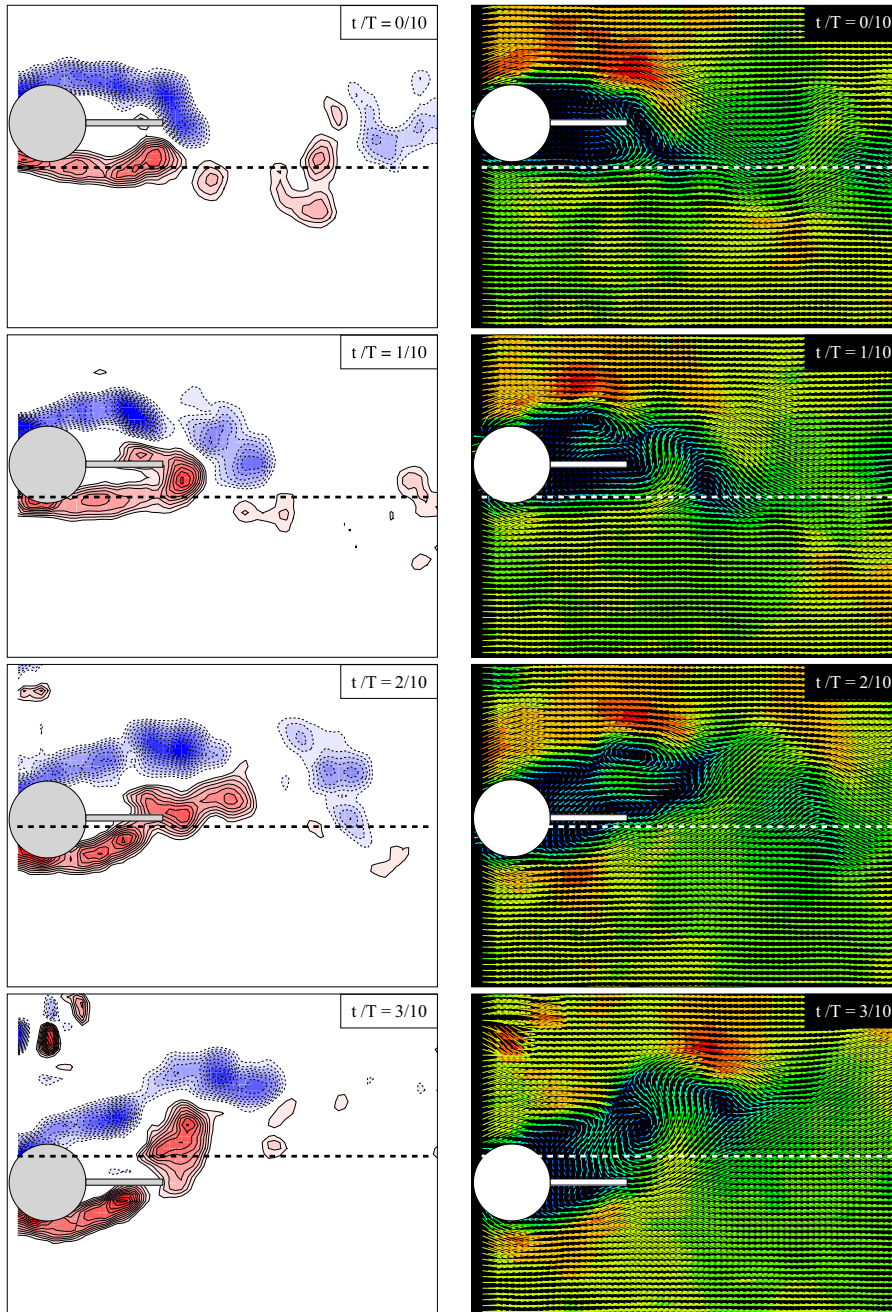 t /T = 0/10
t/T = 0/10
t /T = 1/10
t/T = 1/10
t /T = 2/10
t/T = 2/10
t /T = 3/10
t/T = 3/10